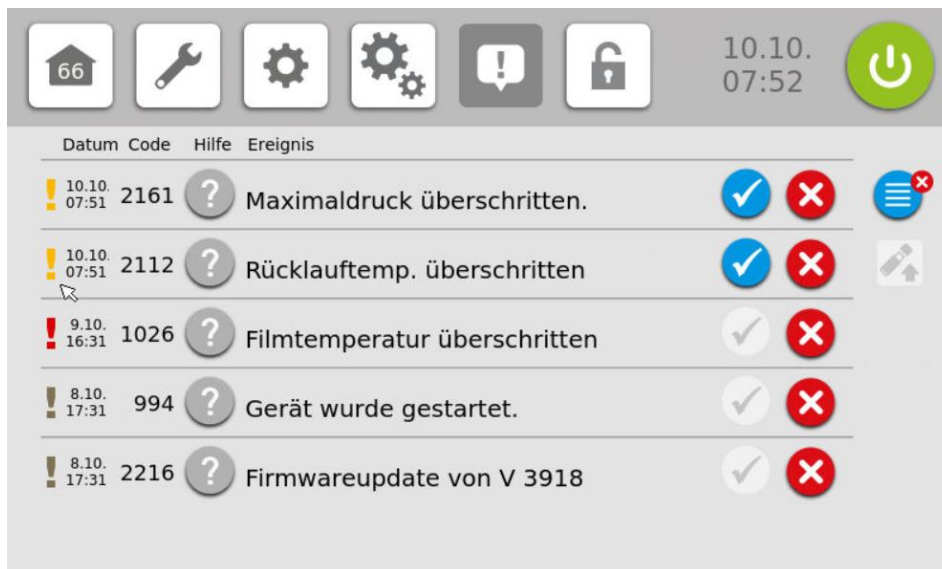 66
10.10.
07:52
Datum Code Hilfe Ereignis
10.10.
07:51 2161 ? Maximaldruck überschritten.
10.10.
07:51 2112 ? Rücklauftemp. überschritten
9.10.
16:31 1026 ? Filmtemperatur überschritten
8.10.
17:31 994 ? Gerät wurde gestartet.
8.10.
17:31 2216 ? Firmwareupdate von V 3918